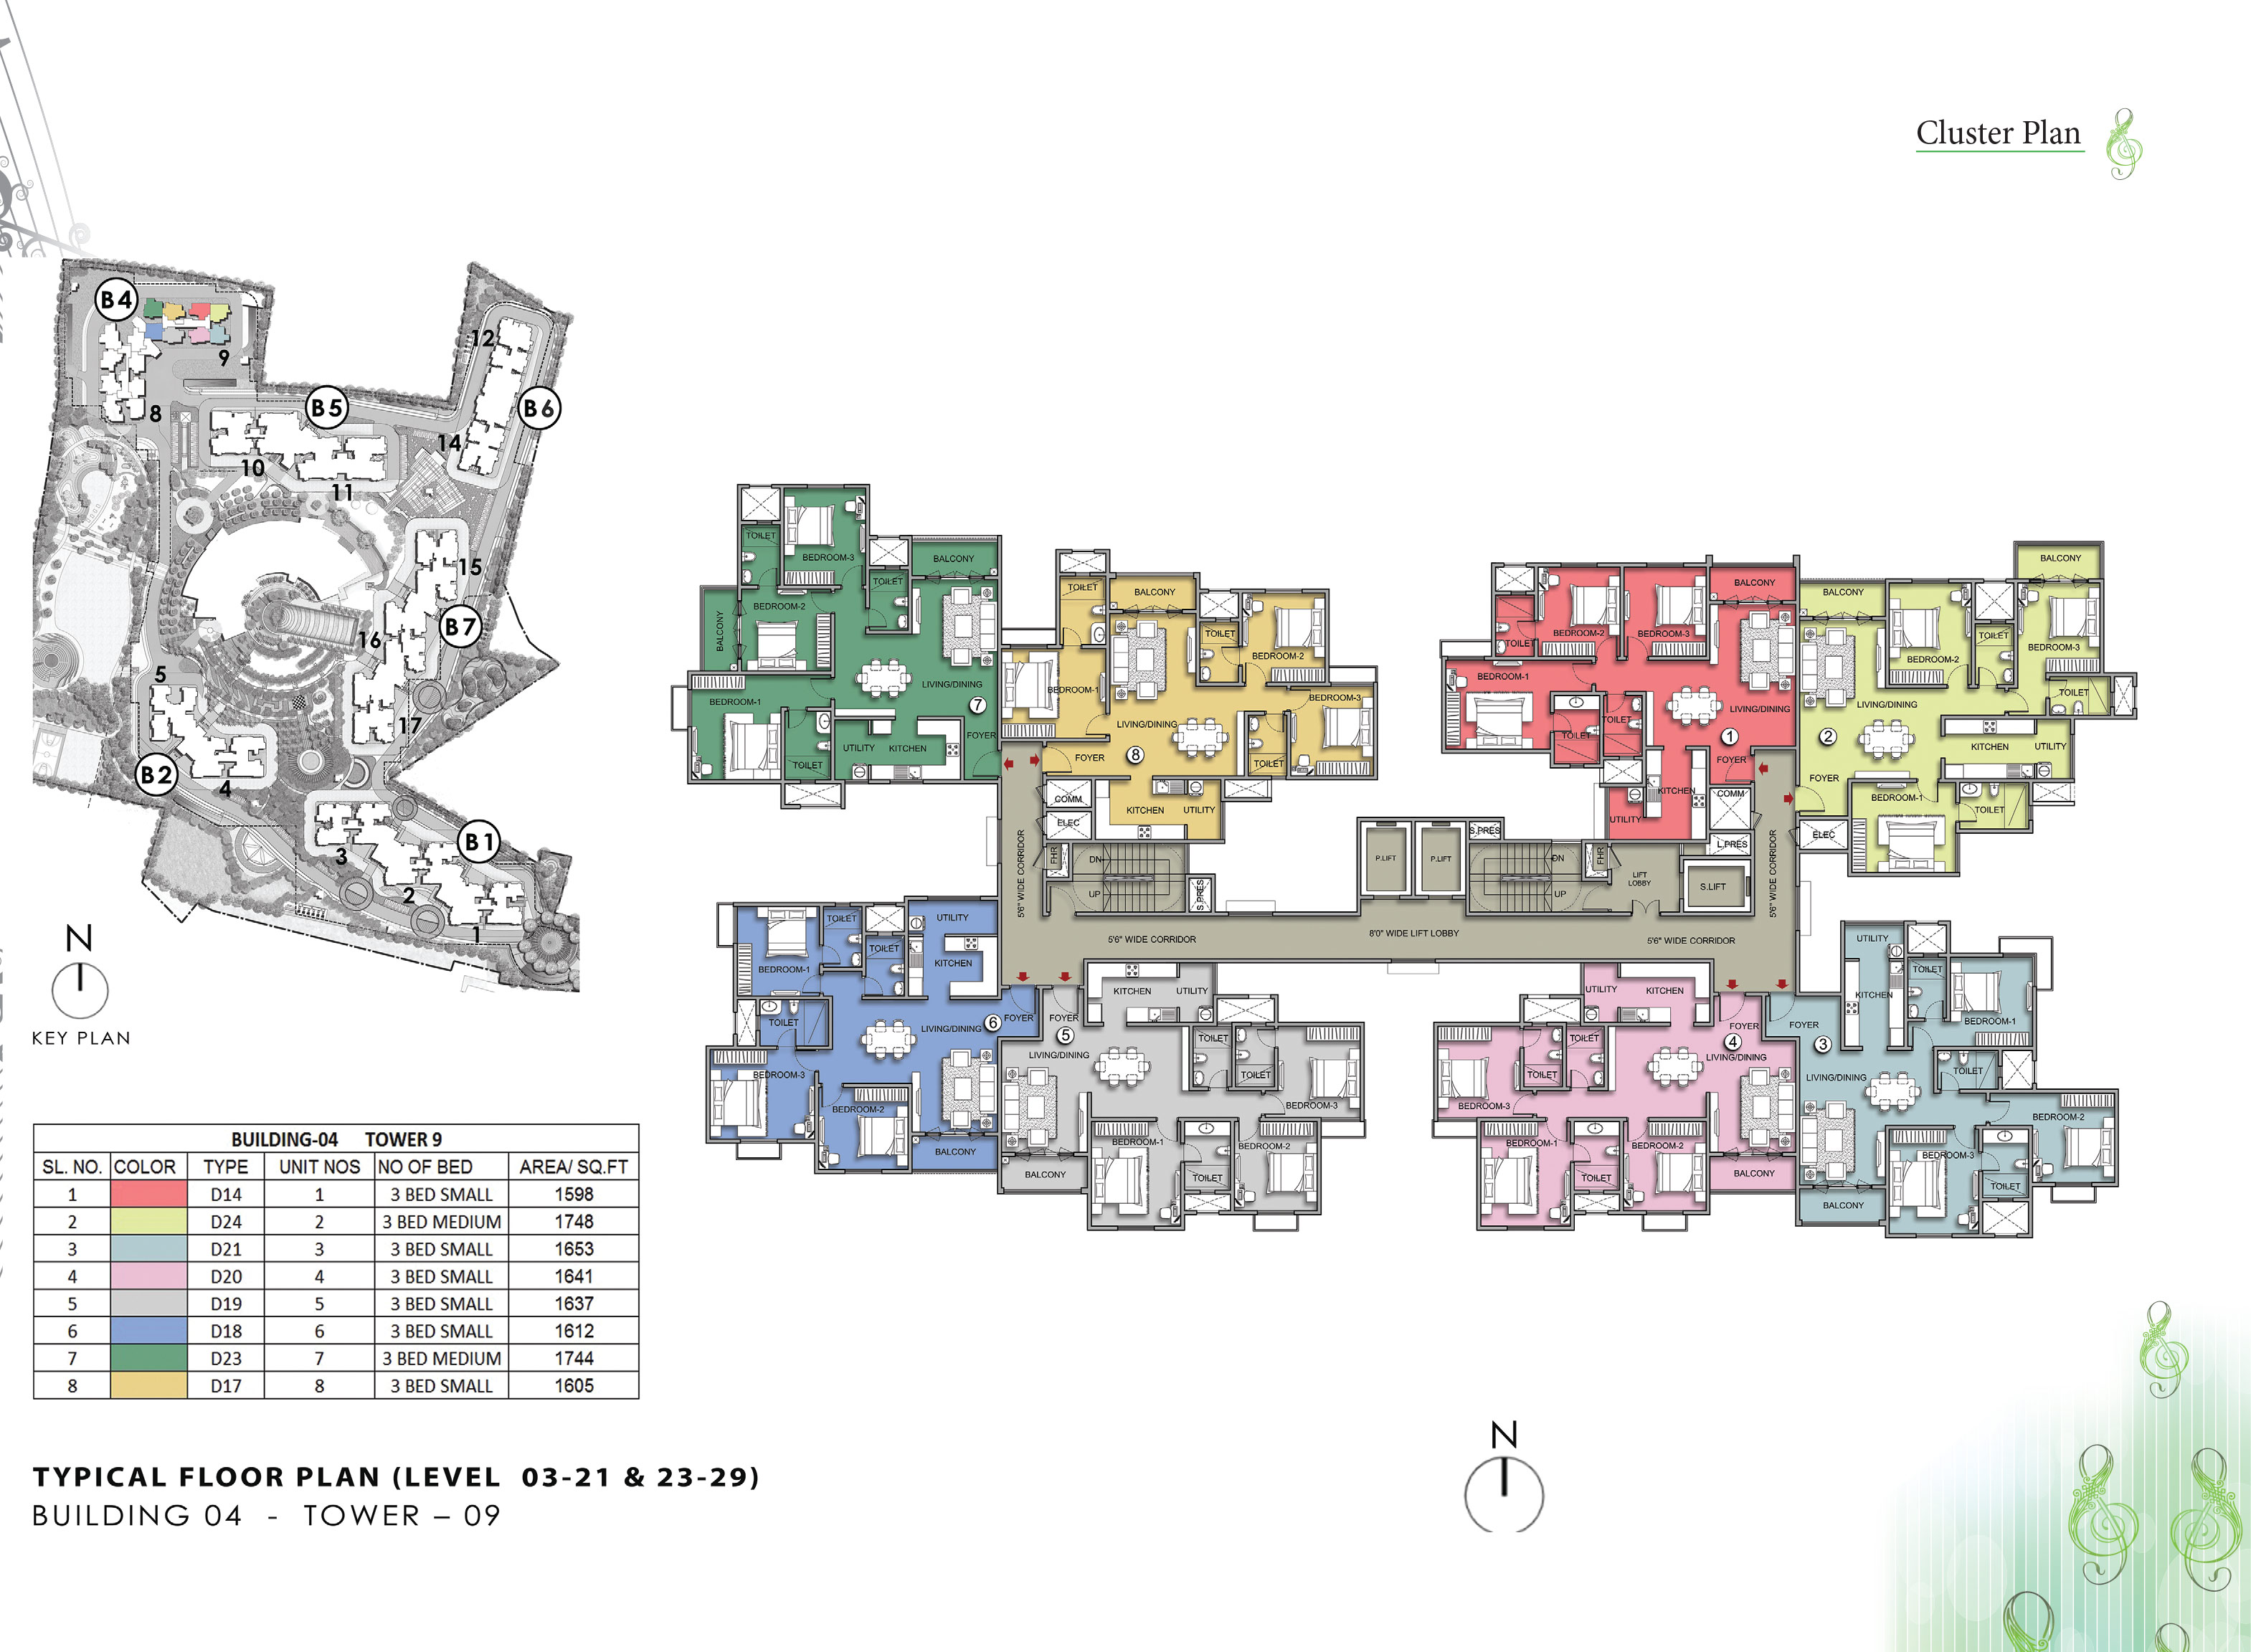 Cluster Plan
B4
9
8
12
B5
B6
14
10
11
15
B7
16
5
17
B2
4
B1
3
2
1
N
KEY PLAN
BUILDING-04 TOWER 9
SL. NO. COLOR TYPE UNIT NOS NO OF BED AREA/ SQ.FT
1 D14 1 3 BED SMALL 1598
2 D24 2 3 BED MEDIUM 1748
3 D21 3 3 BED SMALL 1653
4 D20 4 3 BED SMALL 1641
5 D19 5 3 BED SMALL 1637
6 D18 6 3 BED SMALL 1612
7 D23 7 3 BED MEDIUM 1744
8 D17 8 3 BED SMALL 1605
TYPICAL FLOOR PLAN (LEVEL 03-21 & 23-29)
BUILDING 04 - TOWER – 09
TOILET
BEDROOM-3
BALCONY
TOILET
BEDROOM-2
BALCONY
LIVING/DINING
BEDROOM-1
7
UTILITY
KITCHEN
FOYER
TOILET
TOILET
BALCONY
TOILET
BEDROOM-2
BEDROOM-1
BEDROOM-3
LIVING/DINING
8
FOYER
TOILET
KITCHEN
UTILITY
COMM
ELEC
FHR
DN
UP
S.PRES
5'6" WIDE CORRIDOR
5'6" WIDE CORRIDOR
8'0" WIDE LIFT LOBBY
5'6" WIDE CORRIDOR
P.LIFT
P.LIFT
S.PRES
DN
UP
FHR
LIFT
LOBBY
S.LIFT
L.PRES
COMM
5'6" WIDE CORRIDOR
ELEC
BALCONY
BEDROOM-2
BEDROOM-3
TOILET
BEDROOM-1
LIVING/DINING
TOILET
TOILET
1
FOYER
KITCHEN
UTILITY
BALCONY
BALCONY
TOILET
BEDROOM-3
BEDROOM-2
TOILET
LIVING/DINING
2
KITCHEN
UTILITY
FOYER
BEDROOM-1
TOILET
TOILET
UTILITY
TOILET
KITCHEN
BEDROOM-1
TOILET
LIVING/DINING
6
FOYER
BEDROOM-3
BEDROOM-2
BALCONY
KITCHEN
UTILITY
FOYER
5
TOILET
LIVING/DINING
TOILET
BEDROOM-3
BEDROOM-1
BEDROOM-2
BALCONY
TOILET
UTILITY
KITCHEN
FOYER
TOILET
4
LIVING/DINING
TOILET
BEDROOM-3
BEDROOM-1
BEDROOM-2
BALCONY
TOILET
UTILITY
TOILET
KITCHEN
BEDROOM-1
FOYER
3
TOILET
LIVING/DINING
BEDROOM-2
BEDROOM-3
TOILET
BALCONY
N